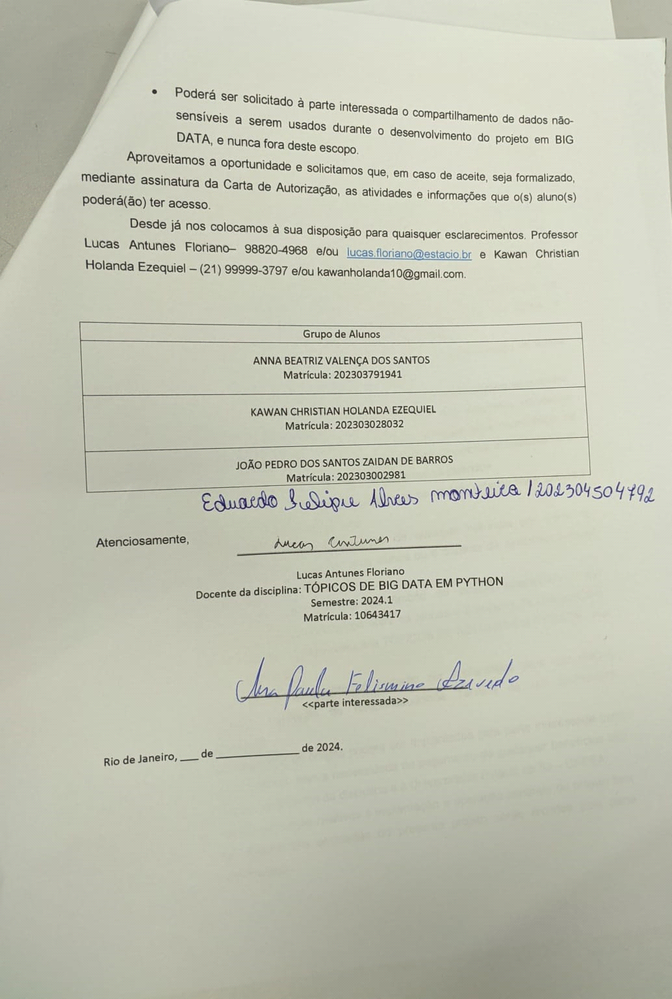 • Poderá ser solicitado à parte interessada o compartilhamento de dados não-
sensíveis a serem usados durante o desenvolvimento do projeto em BIG
DATA, e nunca fora deste escopo.
Aproveitamos a oportunidade e solicitamos que, em caso de aceite, seja formalizado,
mediante assinatura da Carta de Autorização, as atividades e informações que o(s) aluno(s)
poderá(ão) ter acesso.
Desde já nos colocamos à sua disposição para quaisquer esclarecimentos. Professor
Lucas Antunes Floriano– 98820-4968 e/ou lucas.floriano@estacio.br e Kawan Christian
Holanda Ezequiel – (21) 99999-3797 e/ou kawanholanda10@gmail.com.
Grupo de Alunos
ANNA BEATRIZ VALENÇA DOS SANTOS
Matrícula: 202303791941
KAWAN CHRISTIAN HOLANDA EZEQUIEL
Matrícula: 202303028032
JOÃO PEDRO DOS SANTOS ZAIDAN DE BARROS
Matrícula: 202303002981
Eduardo Felipe Alves monteiro / 202304504792
Atenciosamente,
Lucas Antunes
Lucas Antunes Floriano
Docente da disciplina: TÓPICOS DE BIG DATA EM PYTHON
Semestre: 2024.1
Matrícula: 10643417
Ana Paula Felismino Azevedo
<<parte interessada>>
Rio de Janeiro, ___ de ______________ de 2024.